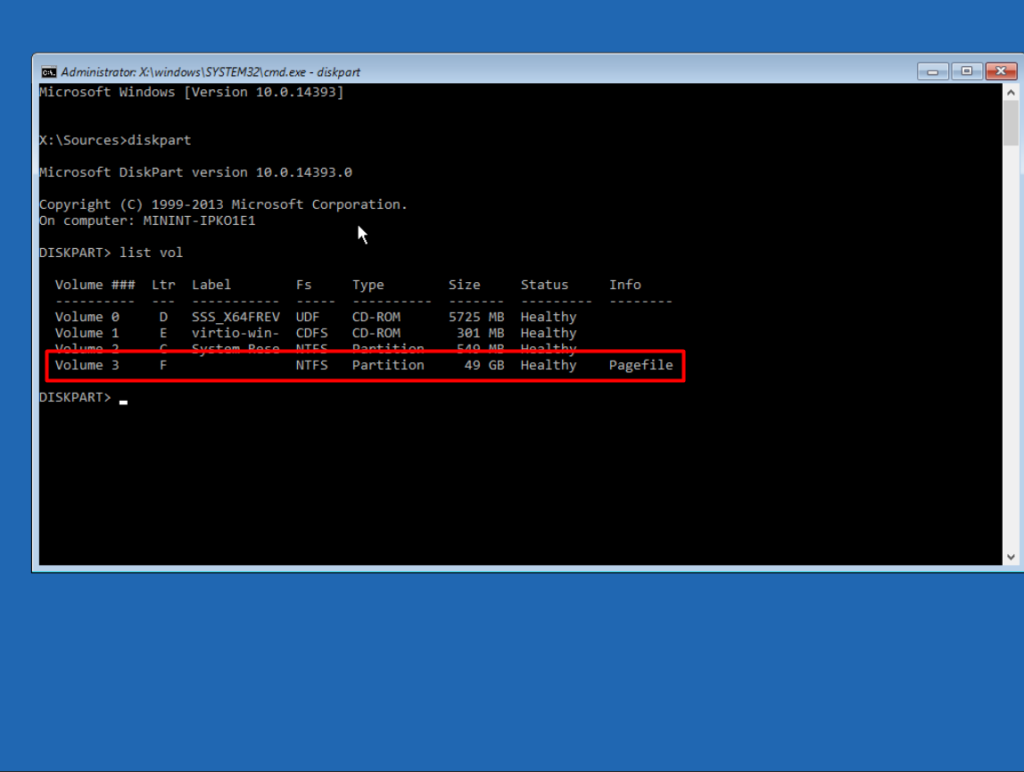 Administrator: X:\windows\SYSTEM32\cmd.exe - diskpart
Microsoft Windows [Version 10.0.14393]
X:\Sources>diskpart
Microsoft DiskPart version 10.0.14393.0
Copyright (C) 1999-2013 Microsoft Corporation.
On computer: MININT-IPKO1E1
DISKPART> list vol
Volume ### Ltr Label Fs Type Size Status Info
---------- --- ----------- ----- ---------- ------- --------- --------
Volume 0 D SSS_X64FREV UDF CD-ROM 5725 MB Healthy
Volume 1 E virtio-win- CDFS CD-ROM 301 MB Healthy
Volume 2 C System Rese NTFS Partition 549 MB Healthy
Volume 3 F NTFS Partition 49 GB Healthy Pagefile
DISKPART>